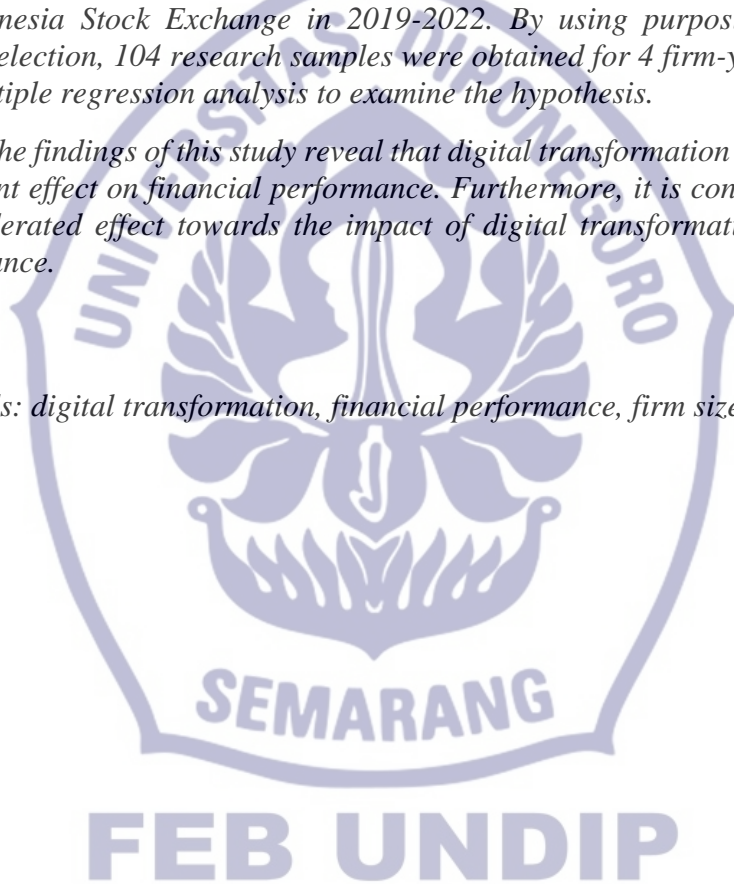 nesia Stock Exchange in 2019-2022. By using purpos
election, 104 research samples were obtained for 4 firm-y
tiple regression analysis to examine the hypothesis.
he findings of this study reveal that digital transformation
nt effect on financial performance. Furthermore, it is con
lerated effect towards the impact of digital transformati
ance.
s: digital transformation, financial performance, firm size
UNIVERSITAS DIPONEGORO
SEMARANG
FEB UNDIP